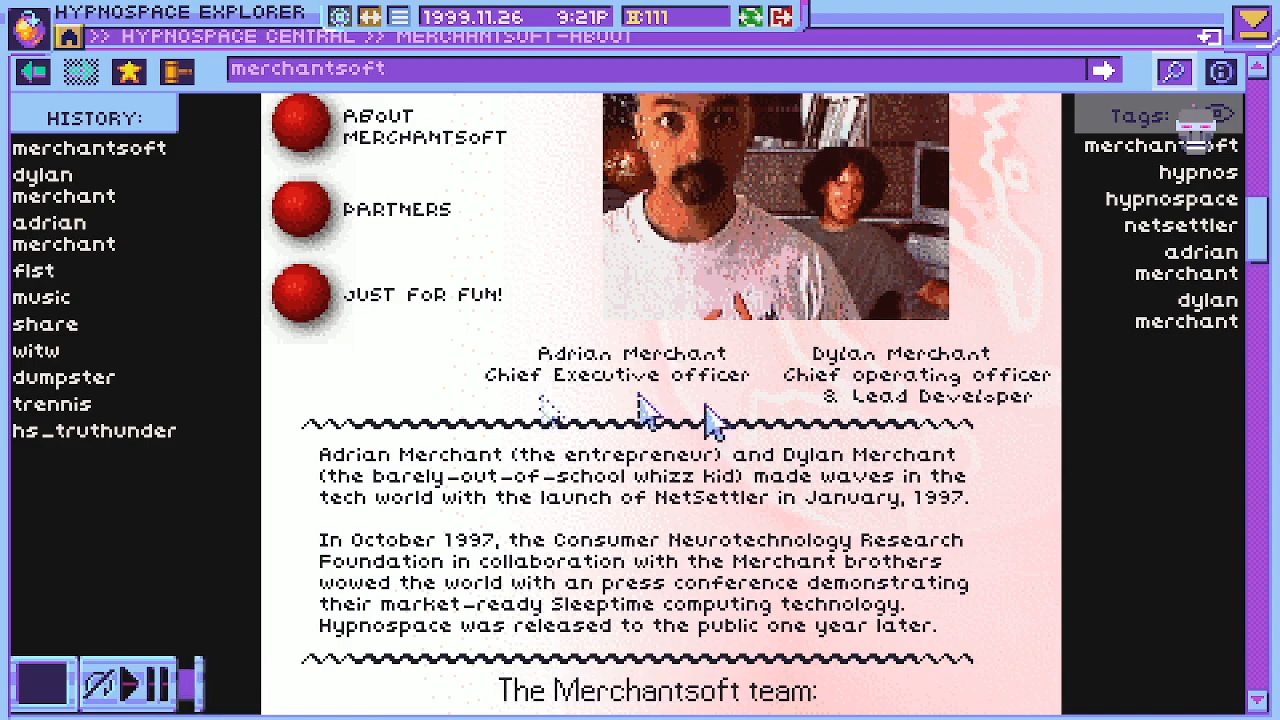 HYPNOSPACE EXPLORER
1999.11.26 9:21P
:111
>> HYPNOSPACE CENTRAL >> MERCHANTSOFT-ABOUT
merchantsoft
HISTORY:
merchantsoft
dylan
merchant
adrian
merchant
fist
music
share
witw
dumpster
trennis
hs_truthunder
ABOUT
MERCHANTSOFT
PARTNERS
JUST FOR FUN!
Adrian Merchant
Chief Executive officer
Dylan Merchant
Chief operating officer
& Lead Developer
Adrian Merchant (the entrepreneur) and Dylan Merchant
(the barely-out-of-school whizz kid) made waves in the
tech world with the launch of NetSettler in January, 1997.
In October 1997, the Consumer Neurotechnology Research
Foundation in collaboration with the Merchant brothers
wowed the world with an press conference demonstrating
their market-ready Sleeptime computing technology.
Hypnospace was released to the public one year later.
The Merchantsoft team:
Tags:
merchantsoft
hypnos
hypnospace
netsettler
adrian
merchant
dylan
merchant